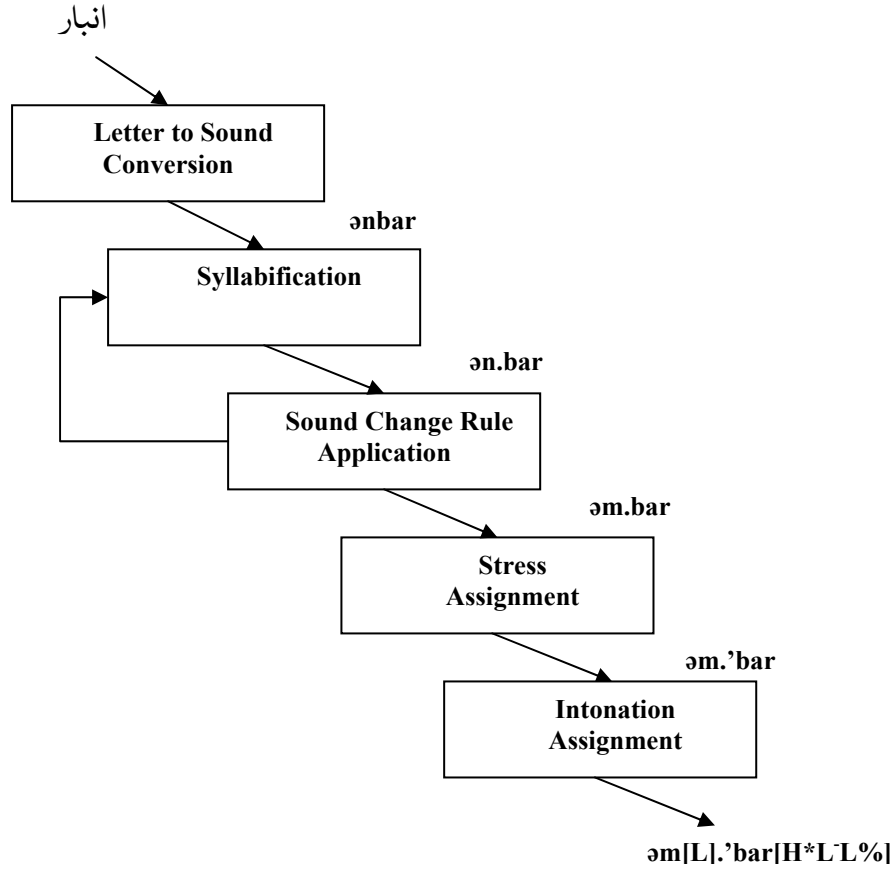 انبار
Letter to Sound
Conversion
ənbar
Syllabification
ən.bar
Sound Change Rule
Application
əm.bar
Stress
Assignment
əm.’bar
Intonation
Assignment
əm[L].’bar[H*L⁻L%]